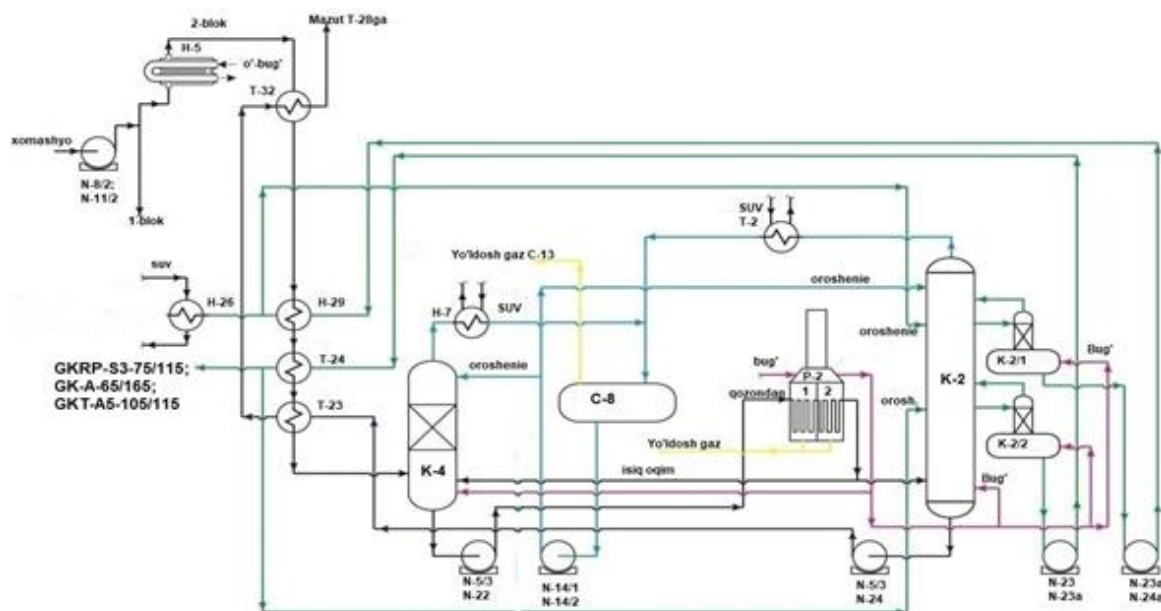 2-blok
Mazut T-28ga
H-5
o'-bug'
T-32
xomashyo
N-8/2;
N-11/2
1-blok
suv
H-26
H-29
T-24
T-23
GKRP-S3-75/115;
GK-A-65/165;
GKT-A5-105/115
Yo'ldosh gaz C-13
H-7
SUV
SUV
T-2
oroshenie
oroshenie
oroshenie
orosh.
K-4
C-8
bug'
P-2
qozondan
1 2
Yo'ldosh gaz
isiq oqim
K-2
K-2/1
K-2/2
Bug'
Bug'
N-5/3
N-22
N-14/1
N-14/2
N-5/3
N-24
N-23
N-23a
N-23a
N-24a